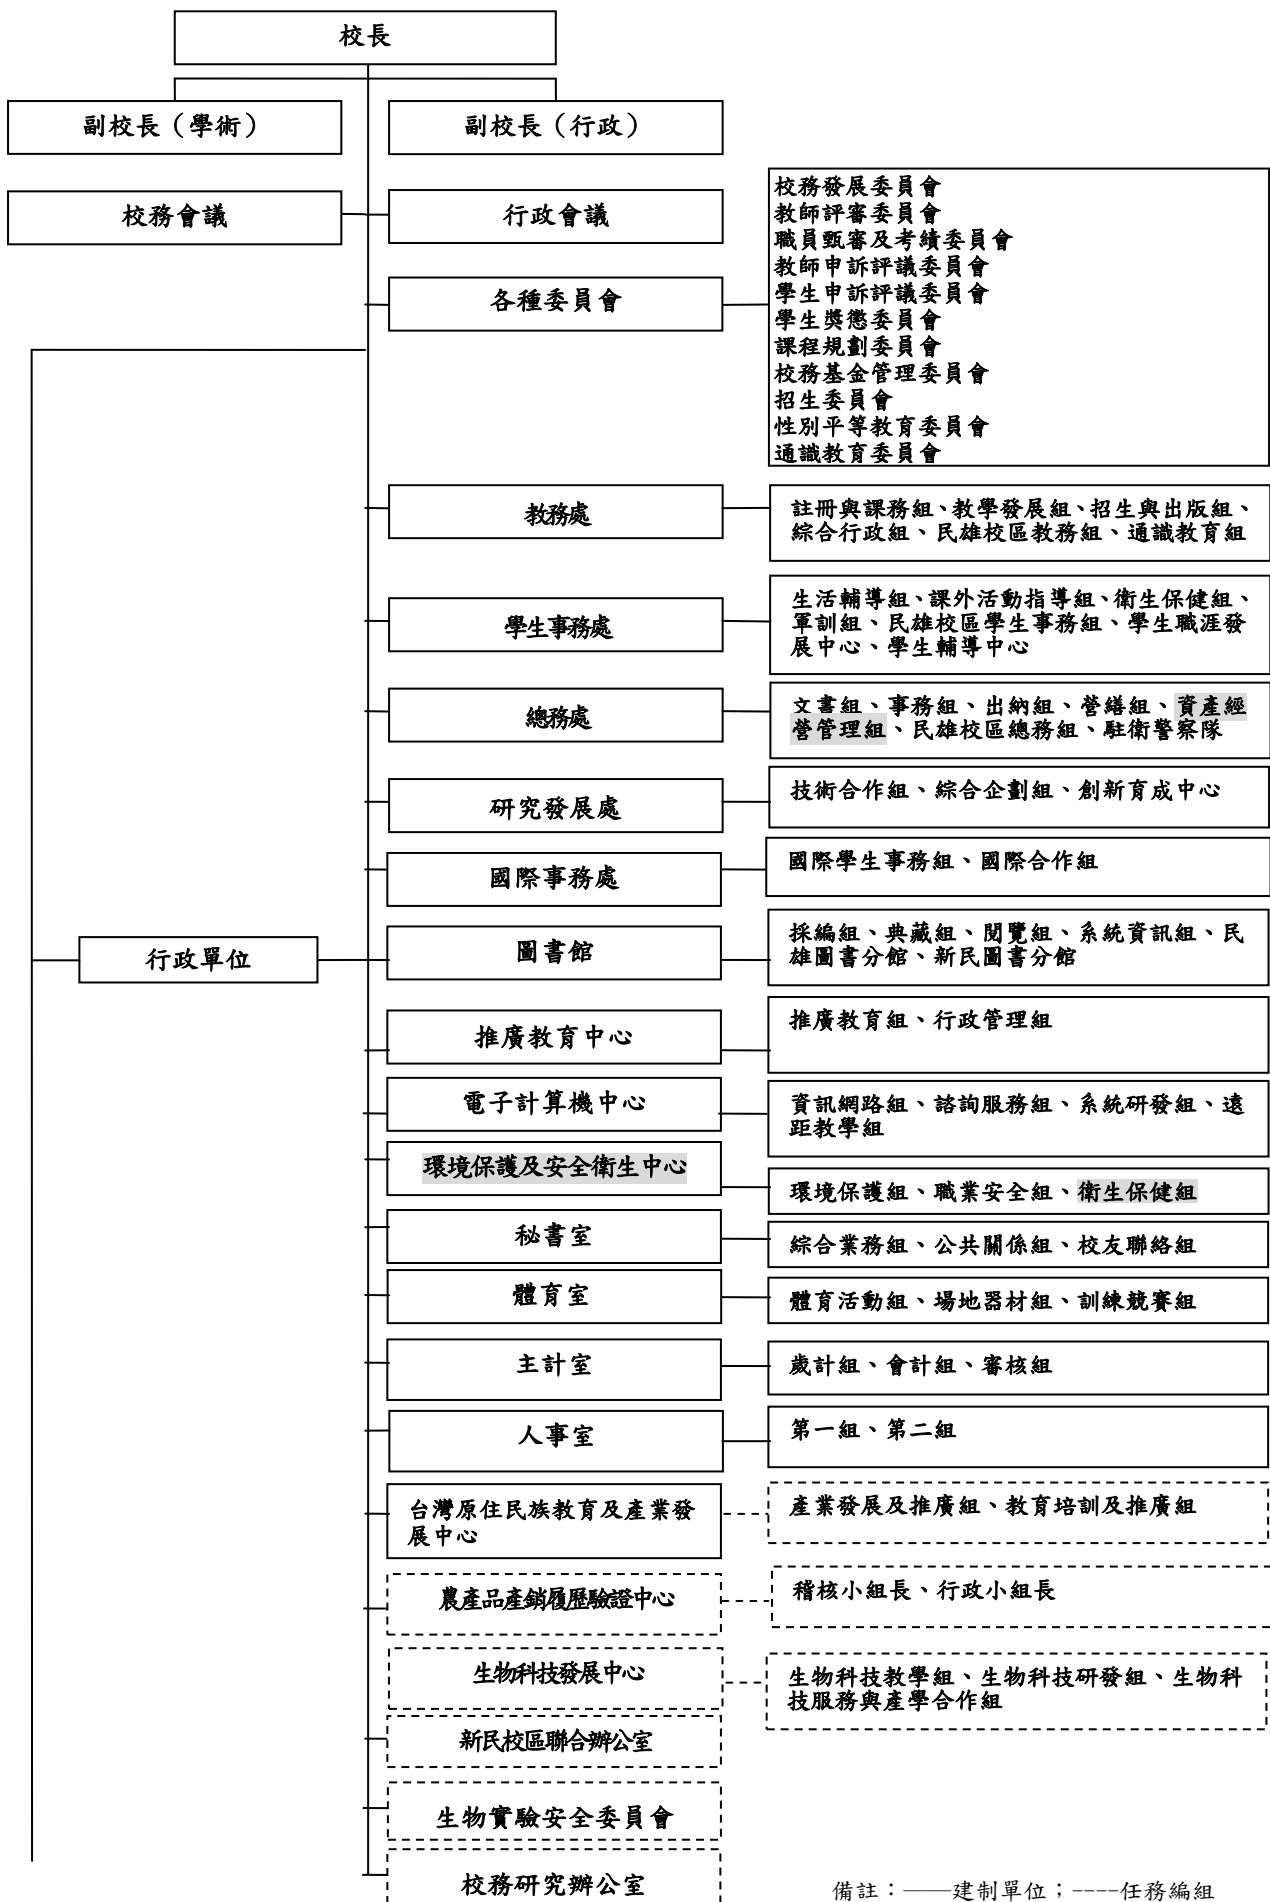 校長
副校長（學術）
副校長（行政）
校務會議
行政會議
各種委員會
校務發展委員會
教師評審委員會
職員甄審及考績委員會
教師申訴評議委員會
學生申訴評議委員會
學生獎懲委員會
課程規劃委員會
校務基金管理委員會
招生委員會
性別平等教育委員會
通識教育委員會
教務處
註冊與課務組、教學發展組、招生與出版組、
綜合行政組、民雄校區教務組、通識教育組
學生事務處
生活輔導組、課外活動指導組、衛生保健組、
軍訓組、民雄校區學生事務組、學生職涯發
展中心、學生輔導中心
總務處
文書組、事務組、出納組、營繕組、資產經
營管理組、民雄校區總務組、駐衛警察隊
研究發展處
技術合作組、綜合企劃組、創新育成中心
國際事務處
國際學生事務組、國際合作組
行政單位
圖書館
採編組、典藏組、閱覽組、系統資訊組、民
雄圖書分館、新民圖書分館
推廣教育中心
推廣教育組、行政管理組
電子計算機中心
資訊網路組、諮詢服務組、系統研發組、遠
距教學組
環境保護及安全衛生中心
環境保護組、職業安全組、衛生保健組
秘書室
綜合業務組、公共關係組、校友聯絡組
體育室
體育活動組、場地器材組、訓練競賽組
主計室
歲計組、會計組、審核組
人事室
第一組、第二組
台灣原住民族教育及產業發
展中心
產業發展及推廣組、教育培訓及推廣組
農產品產銷履歷驗證中心
稽核小組長、行政小組長
生物科技發展中心
生物科技教學組、生物科技研發組、生物科
技服務與產學合作組
新民校區聯合辦公室
生物實驗安全委員會
校務研究辦公室
備註：——建制單位；----任務編組